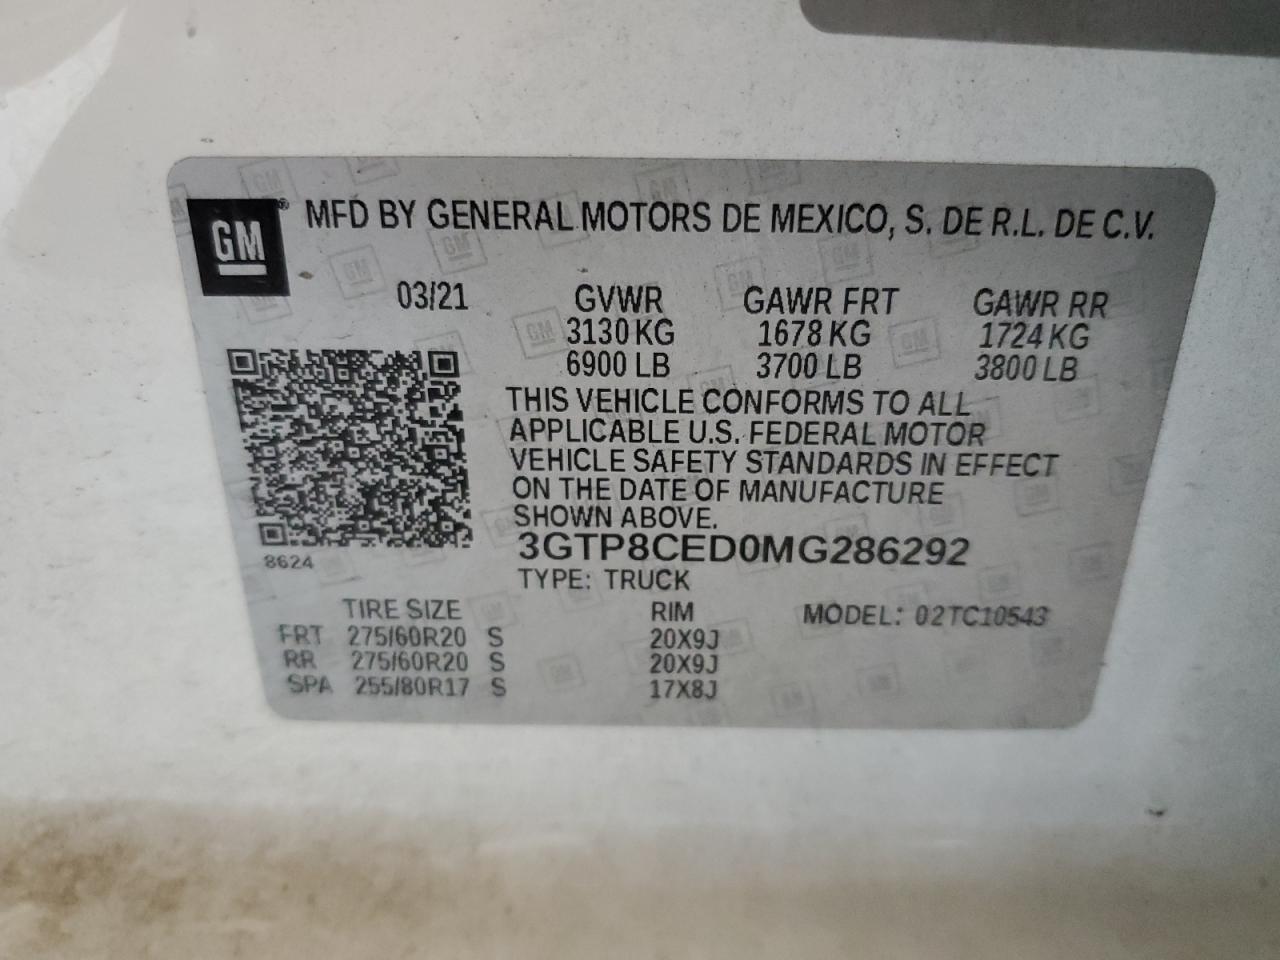 GM® MFD BY GENERAL MOTORS DE MEXICO, S. DE R.L. DE C.V.
03/21 GVWR GAWR FRT GAWR RR
3130 KG 1678 KG 1724 KG
6900 LB 3700 LB 3800 LB
THIS VEHICLE CONFORMS TO ALL
APPLICABLE U.S. FEDERAL MOTOR
VEHICLE SAFETY STANDARDS IN EFFECT
ON THE DATE OF MANUFACTURE
SHOWN ABOVE.
8624 3GTP8CED0MG286292
TYPE: TRUCK
TIRE SIZE RIM MODEL: 02TC10543
FRT 275/60R20 S 20X9J
RR 275/60R20 S 20X9J
SPA 255/80R17 S 17X8J